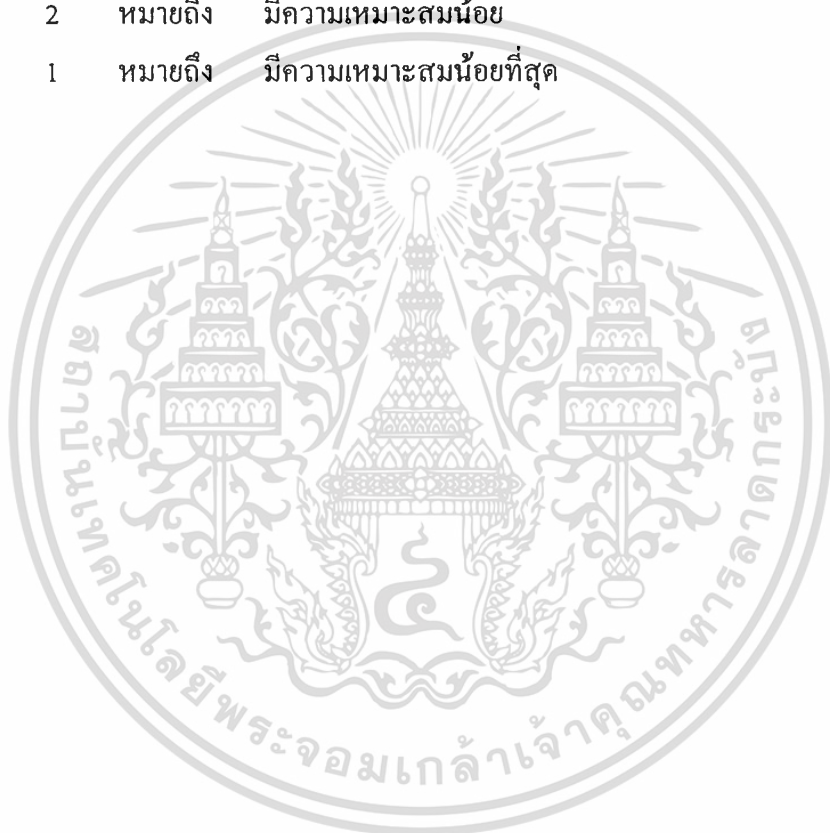 2 หมายถึง มีความเหมาะสมน้อย
1 หมายถึง มีความเหมาะสมน้อยที่สุด
สถาบันเทคโนโลยีพระจอมเกล้าเจ้าคุณทหารลาดกระบัง
๔